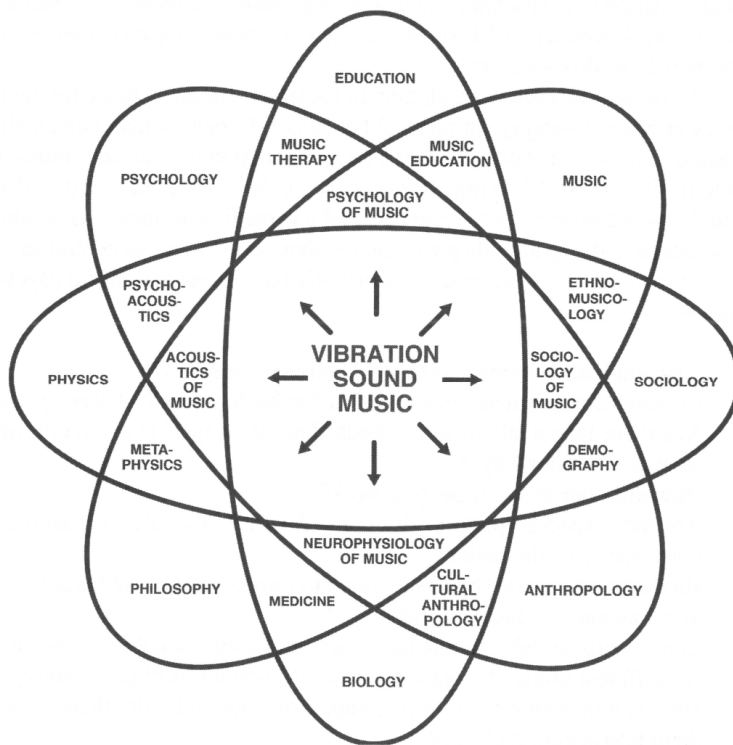 EDUCATION
MUSIC
THERAPY
MUSIC
EDUCATION
PSYCHOLOGY
MUSIC
PSYCHOLOGY
OF MUSIC
PSYCHO-
ACOUS-
TICS
ETHNO-
MUSICO-
LOGY
PHYSICS
ACOUS-
TICS
OF
MUSIC
VIBRATION
SOUND
MUSIC
SOCIO-
LOGY
OF
MUSIC
SOCIOLOGY
META-
PHYSICS
DEMO-
GRAPHY
NEUROPHYSIOLOGY
OF MUSIC
PHILOSOPHY
MEDICINE
CUL-
TURAL
ANTHRO-
POLOGY
ANTHROPOLOGY
BIOLOGY